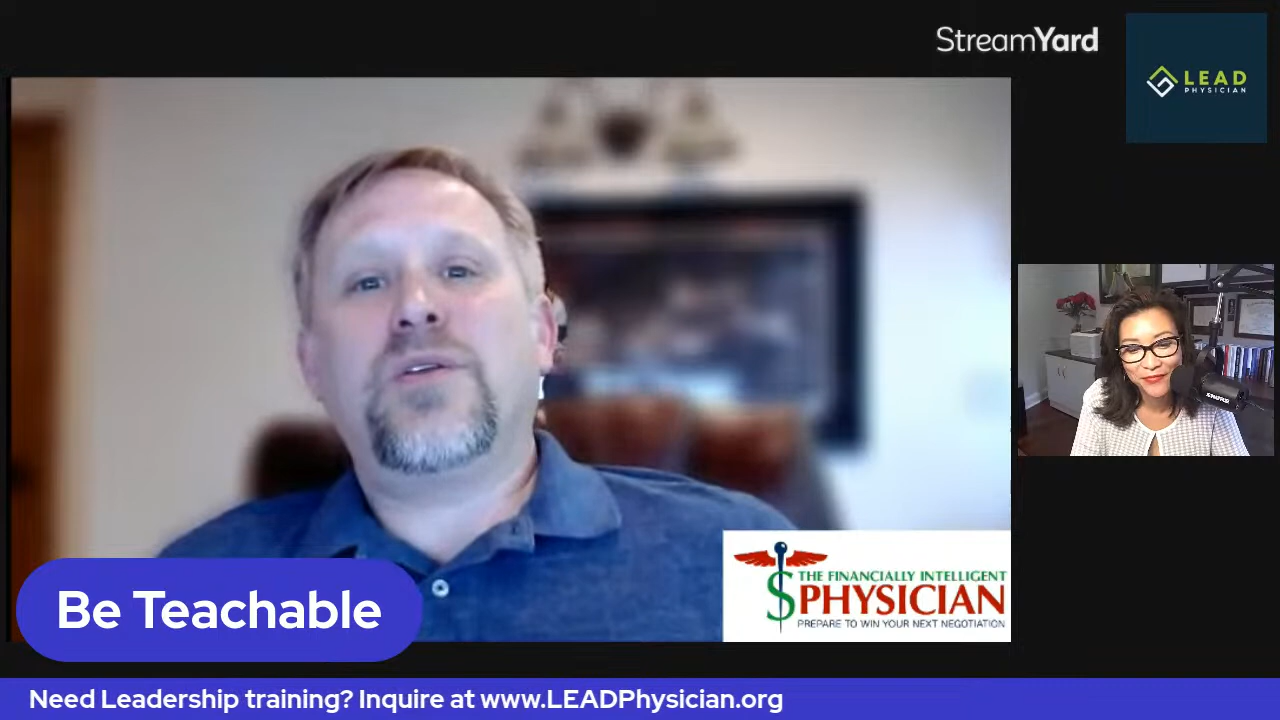 StreamYard
LEAD
PHYSICIAN
SHURE
THE FINANCIALLY INTELLIGENT
PHYSICIAN
PREPARE TO WIN YOUR NEXT NEGOTIATION
Be Teachable
Need Leadership training? Inquire at www.LEADPhysician.org